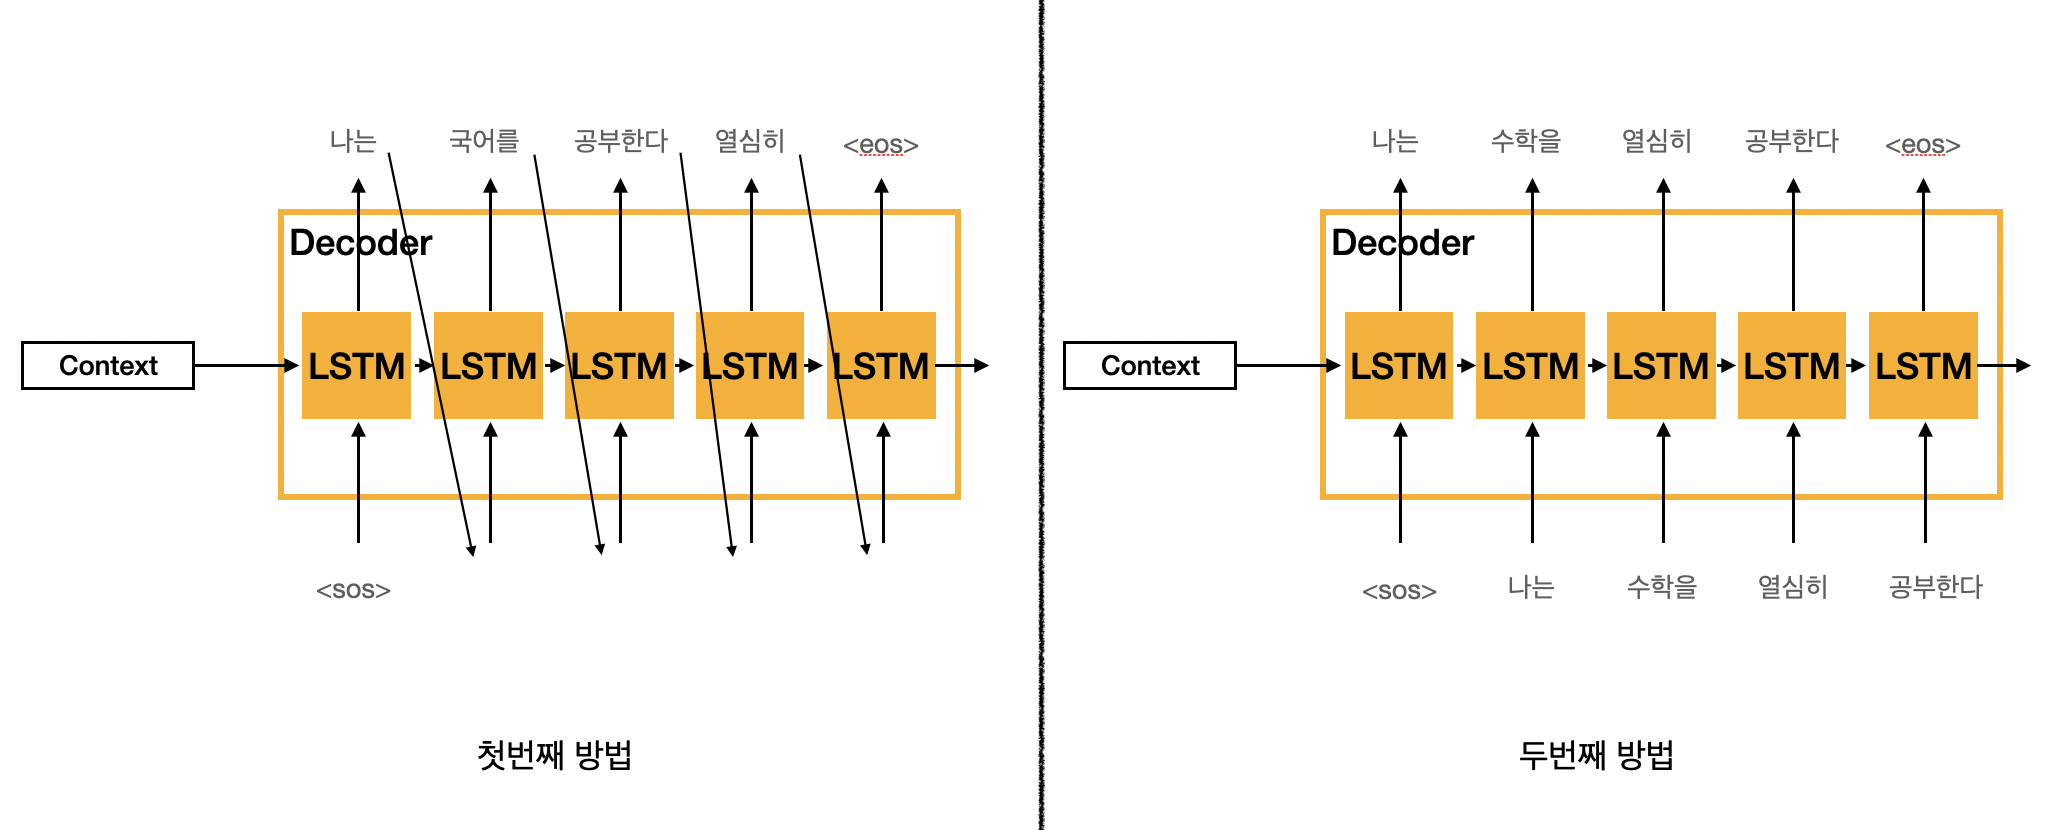 나는 국어를 공부한다 열심히 <eos>
Decoder
Context
LSTM LSTM LSTM LSTM LSTM
<sos>
첫번째 방법
나는 수학을 열심히 공부한다 <eos>
Decoder
Context
LSTM LSTM LSTM LSTM LSTM
<sos> 나는 수학을 열심히 공부한다
두번째 방법